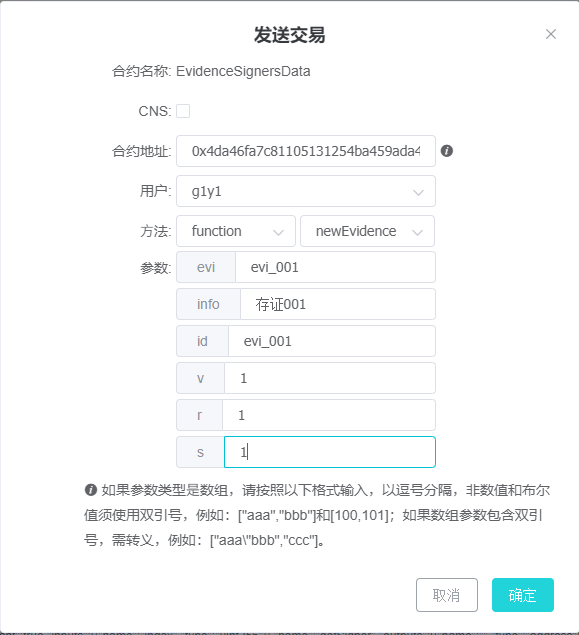 发送交易
合约名称: EvidenceSignersData
CNS:
合约地址: 0x4da46fa7c81105131254ba459ada4
用户: g1y1
方法: function newEvidence
参数: evi evi_001
info 存证001
id evi_001
v 1
r 1
s 1
如果参数类型是数组，请按照以下格式输入，以逗号分隔，非数值和布尔
值须使用双引号，例如：["aaa","bbb"]和[100,101]；如果数组参数包含双引
号，需转义，例如：["aaa\"bbb","ccc"]。
取消 确定